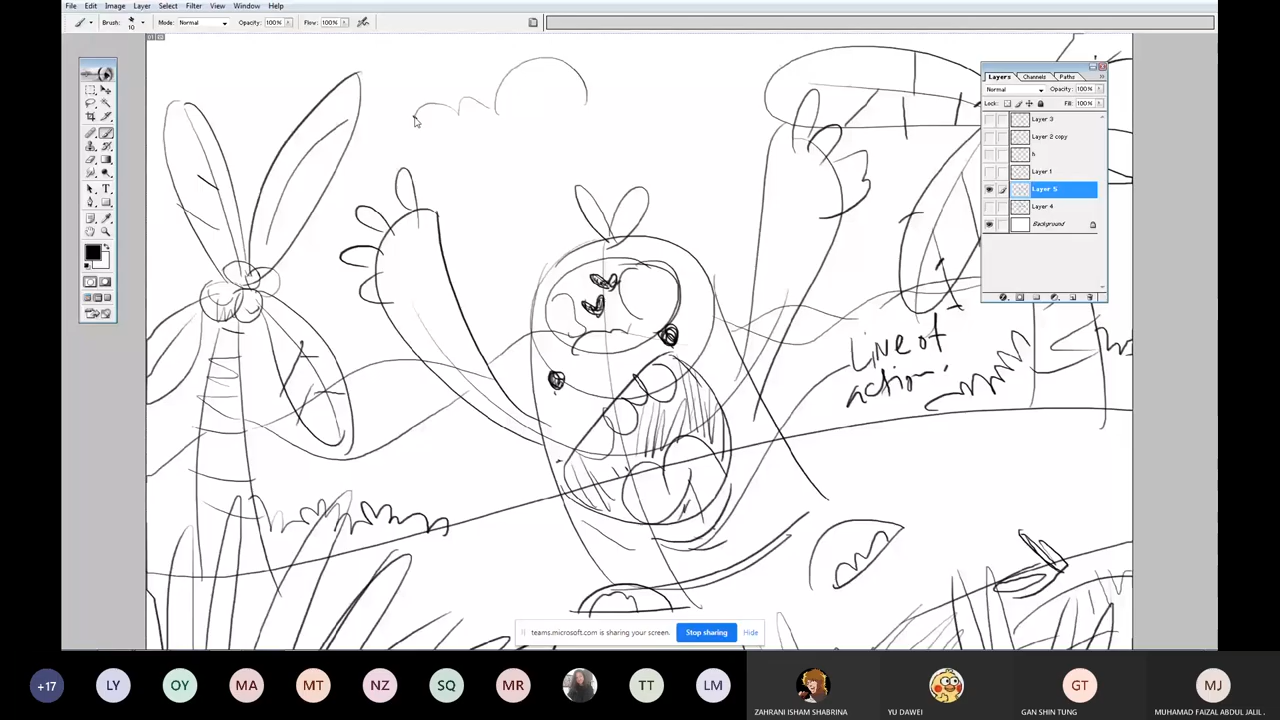 File Edit Image Layer Select Filter View Window Help
Brush: 10 Mode: Normal Opacity: 100% Flow: 100%
Layers Channels Paths
Normal Opacity: 100%
Lock: Fill: 100%
Layer 3
Layer 2 copy
h
Layer 1
Layer 5
Layer 4
Background
Line of
action.
teams.microsoft.com is sharing your screen. Stop sharing Hide
+17 LY OY MA MT NZ SQ MR TT LM GT MJ
ZAHRANI ISHAM SHABRINA YU DAWEI GAN SHIN TUNG MUHAMAD FAIZAL ABDUL JALIL .